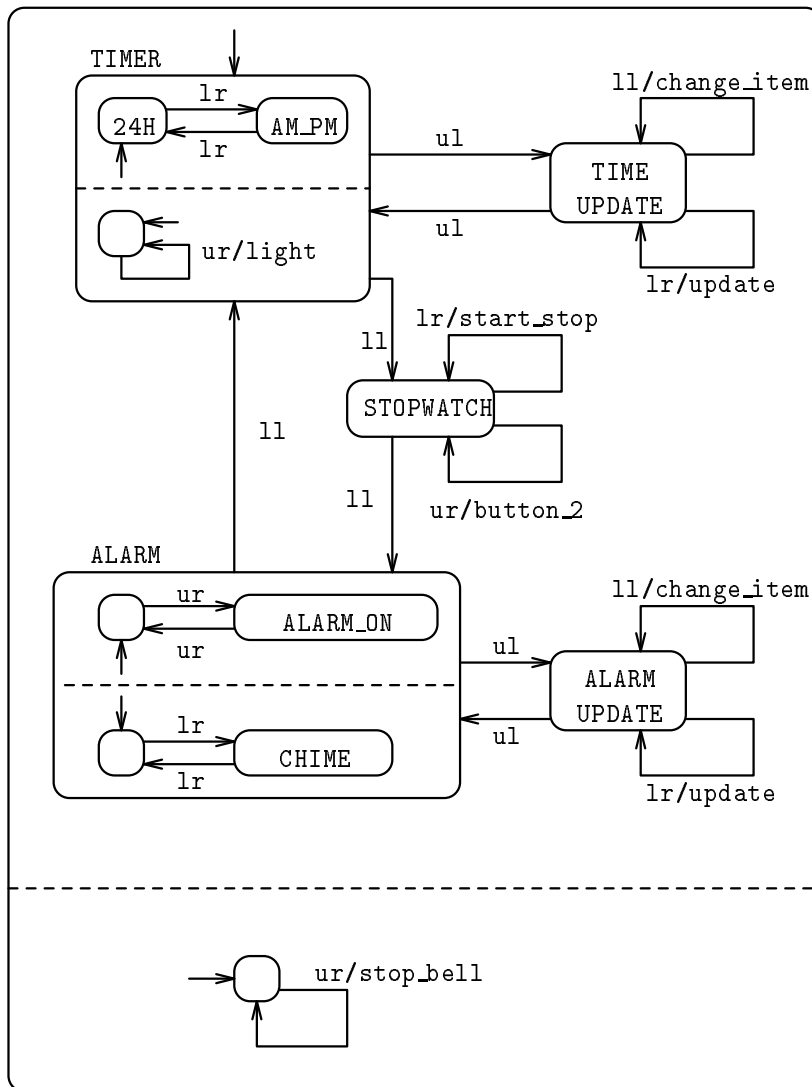 TIMER
ll/change_item
lr
24H
AM_PM
lr
ul
TIME
UPDATE
ul
ur/light
lr/update
lr/start_stop
ll
STOPWATCH
ll
ll
ur/button_2
ALARM
ll/change_item
ur
ALARM_ON
ur
ul
ALARM
UPDATE
ul
lr
CHIME
lr
lr/update
ur/stop_bell